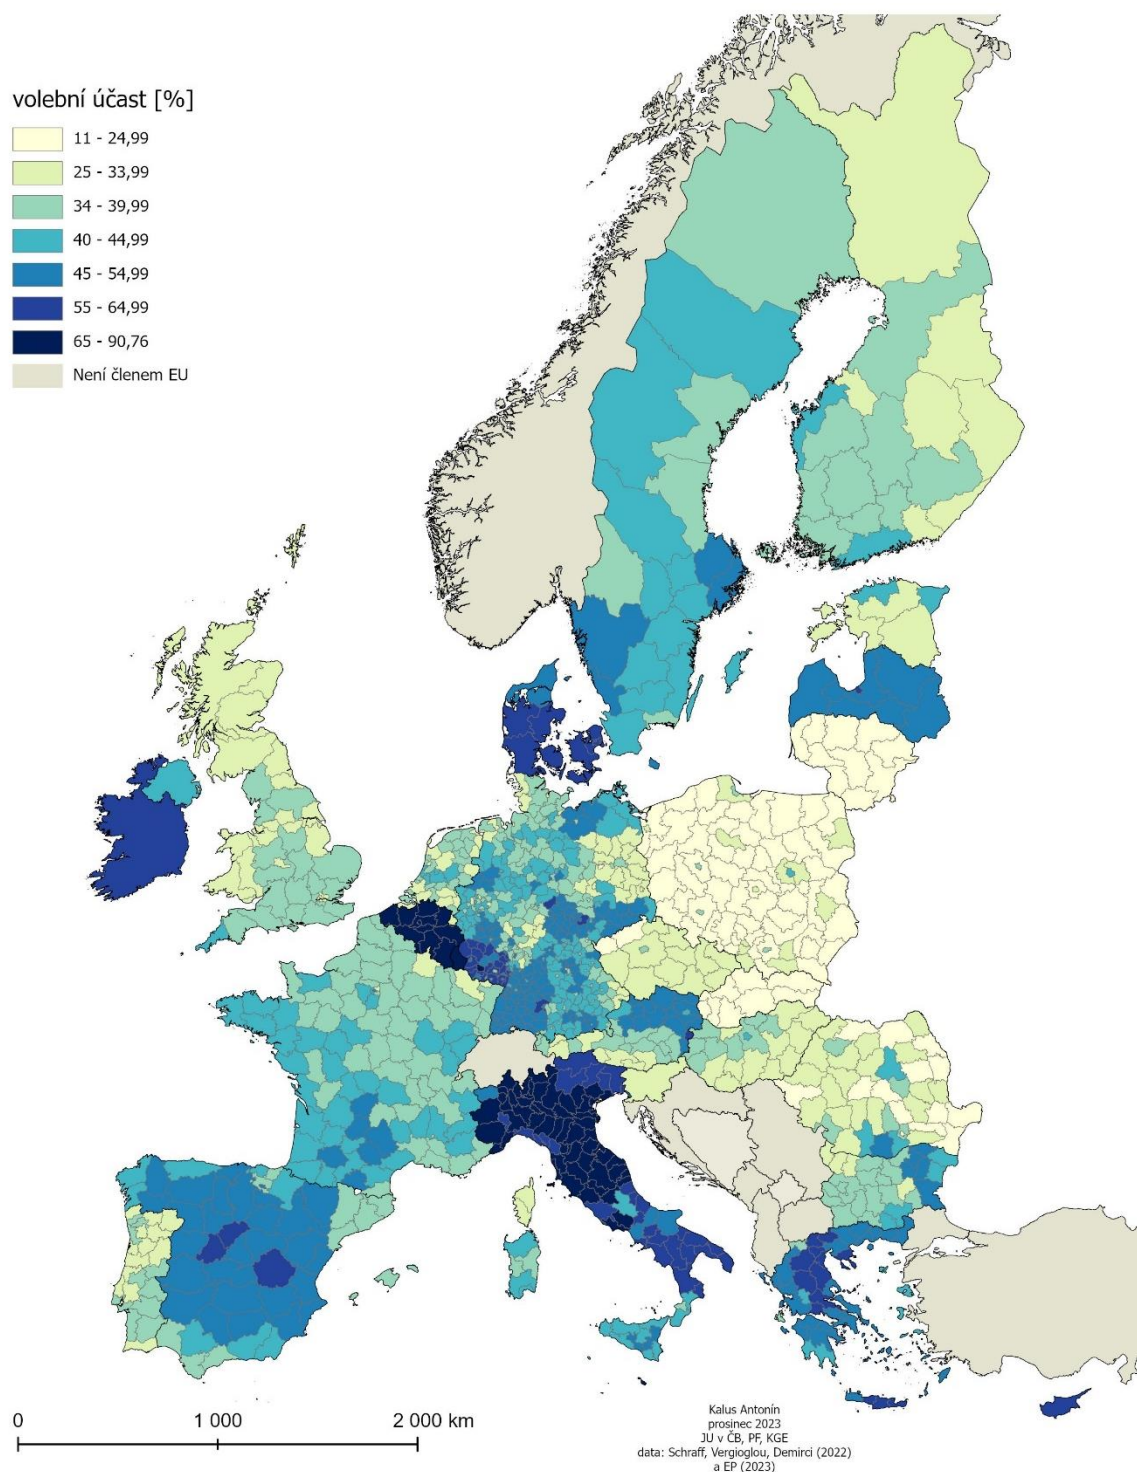 volební účast [%]
11 - 24,99
25 - 33,99
34 - 39,99
40 - 44,99
45 - 54,99
55 - 64,99
65 - 90,76
Není členem EU
0 1 000 2 000 km
Kalus Antonín
prosinec 2023
JU v ČB, PF, KGE
data: Schraff, Vergioglou, Demirci (2022)
a EP (2023)